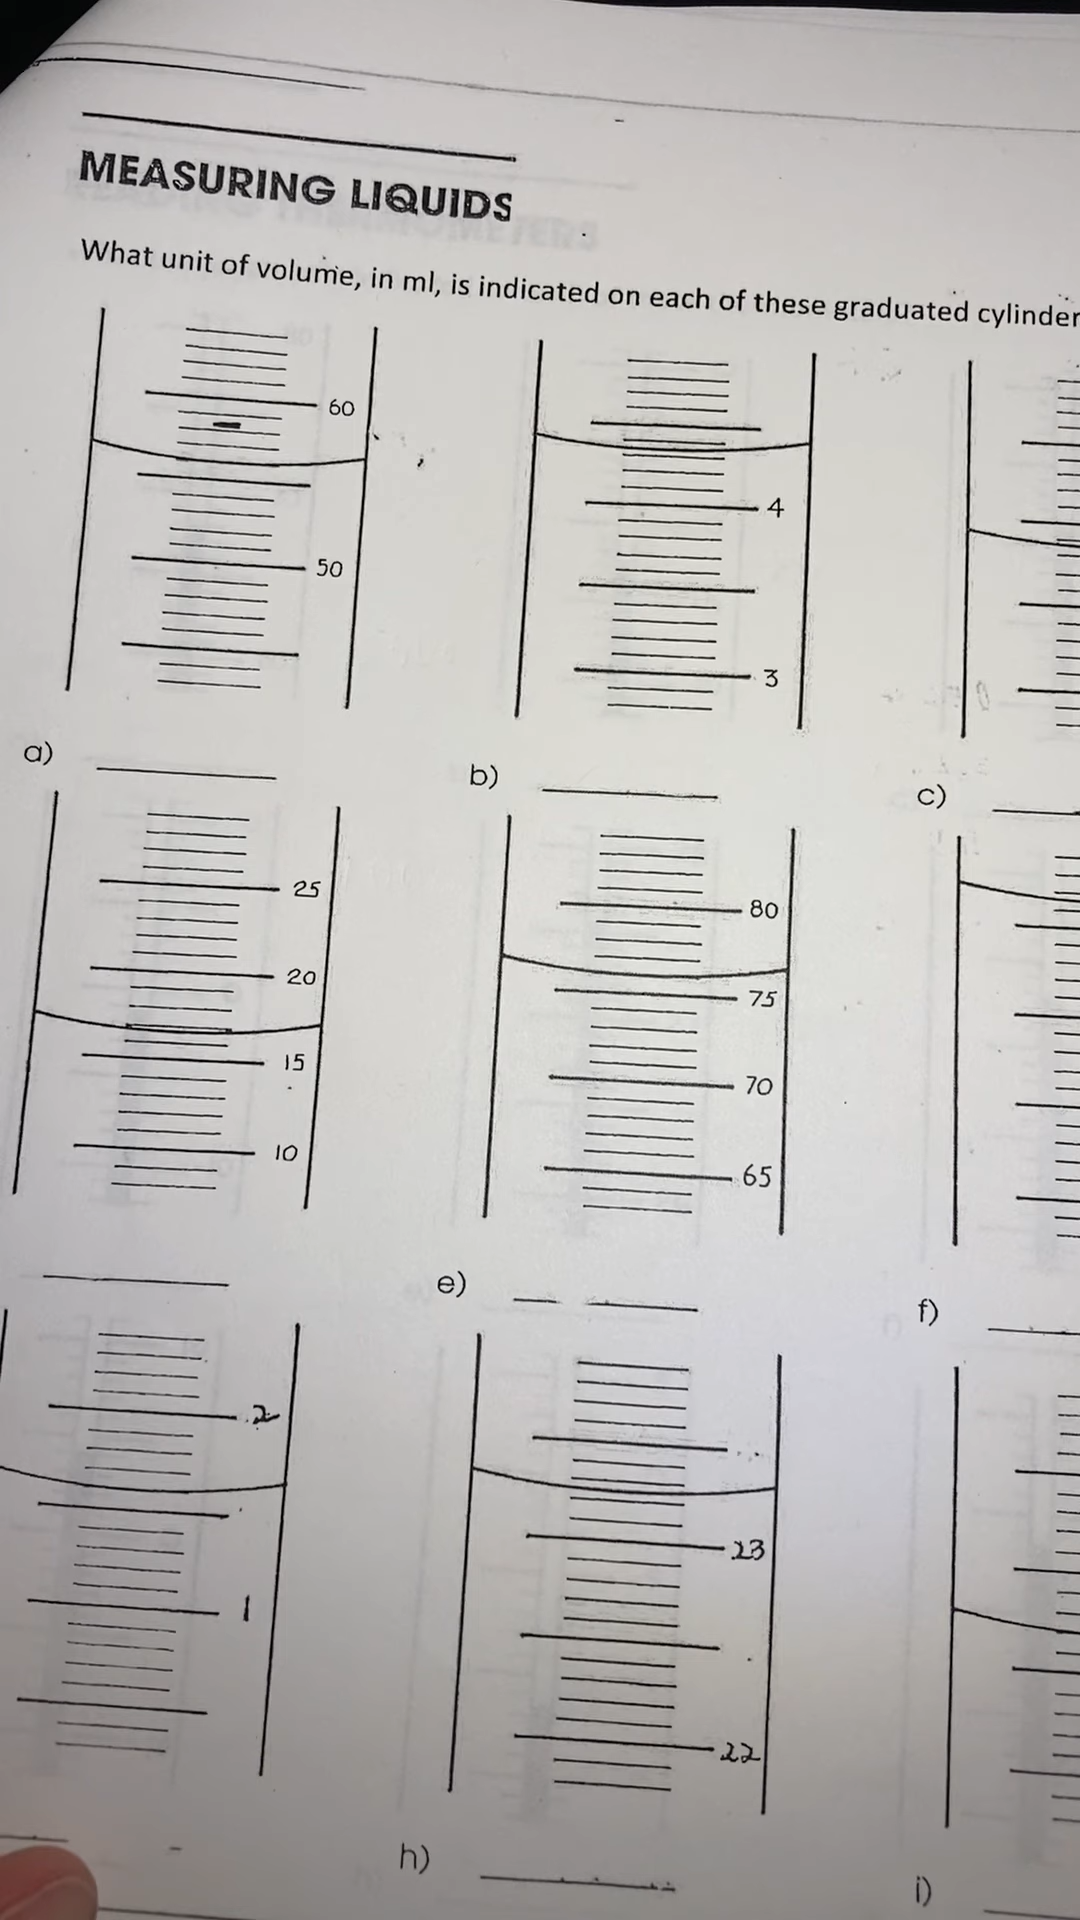 MEASURING LIQUIDS
What unit of volume, in ml, is indicated on each of these graduated cylinder
60
50
4
3
a)
b)
c)
25
20
15
10
80
75
70
65
e)
f)
2
1
23
22
h)
i)